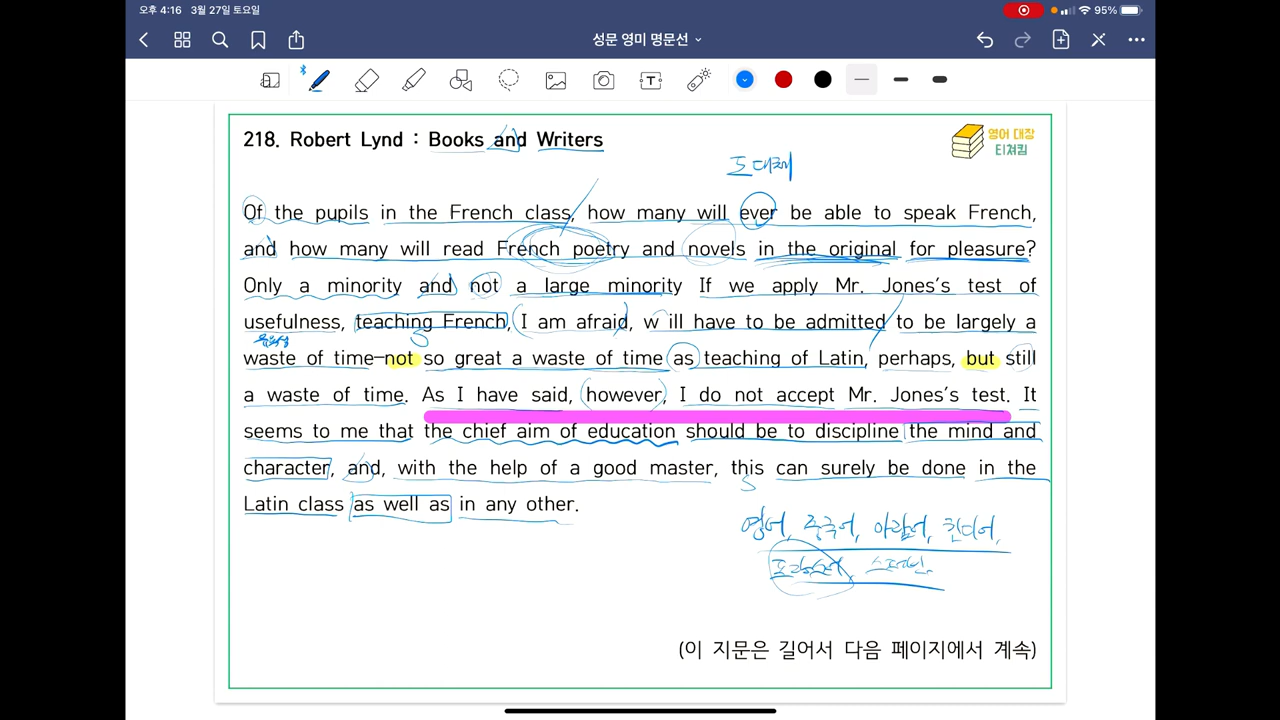 오후 4:16 3월 27일 토요일
95%
성문 영미 명문선
218. Robert Lynd : Books and Writers
영어 대장
티쳐킴
도대체
Of the pupils in the French class, how many will ever be able to speak French,
and how many will read French poetry and novels in the original for pleasure?
Only a minority and not a large minority If we apply Mr. Jones's test of
usefulness, teaching French, I am afraid, w ill have to be admitted to be largely a
waste of time—not so great a waste of time as teaching of Latin, perhaps, but still
a waste of time. As I have said, however, I do not accept Mr. Jones's test. It
seems to me that the chief aim of education should be to discipline the mind and
character, and, with the help of a good master, this can surely be done in the
S
Latin class as well as in any other.
영어, 중국어, 아랍어, 힌디어,
(이 지문은 길어서 다음 페이지에서 계속)